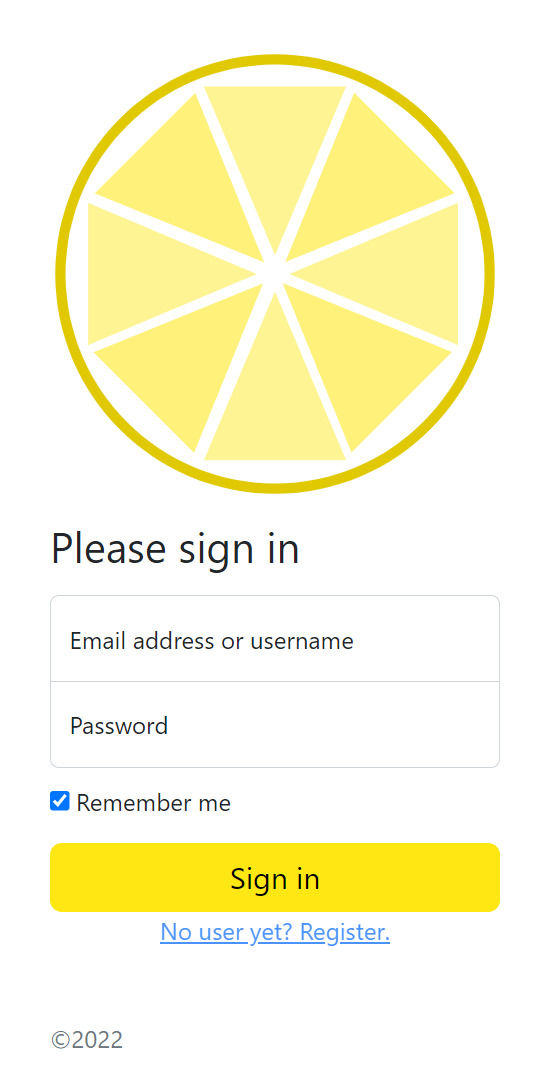 Please sign in
Email address or username
Password
Remember me
Sign in
No user yet? Register.
©2022